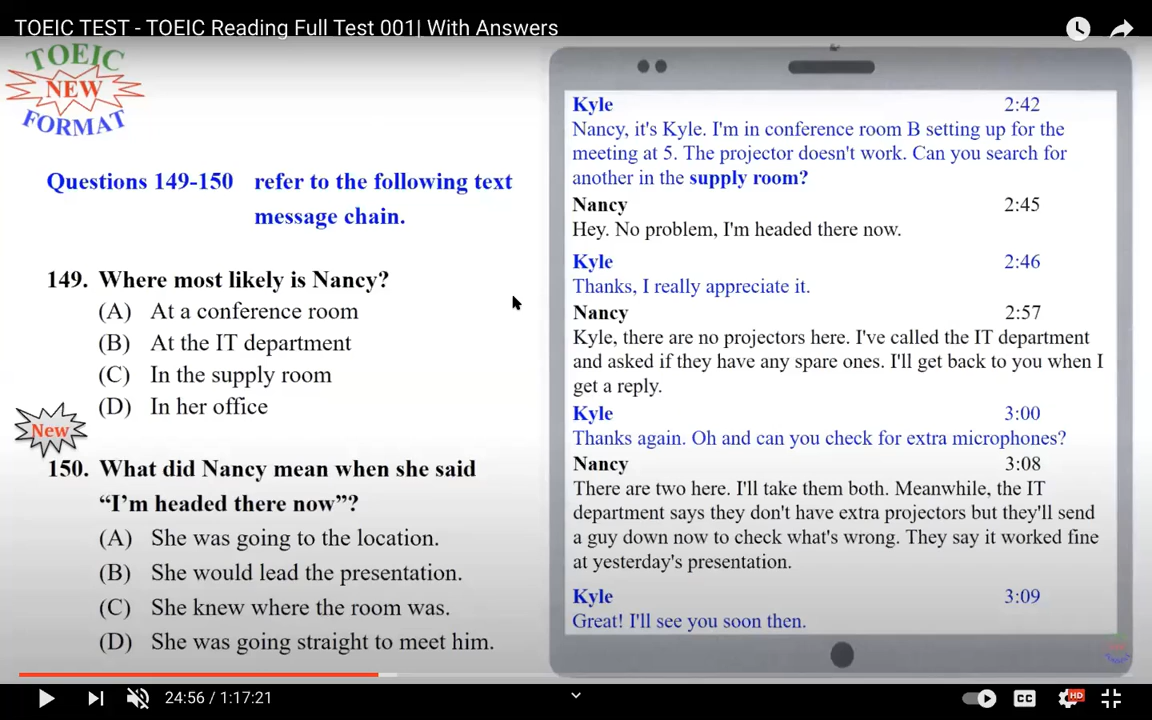 TOEIC TEST - TOEIC Reading Full Test 001| With Answers
TOEIC
NEW
FORMAT
Questions 149-150 refer to the following text
message chain.
149. Where most likely is Nancy?
(A) At a conference room
(B) At the IT department
(C) In the supply room
(D) In her office
New
150. What did Nancy mean when she said
“I’m headed there now”?
(A) She was going to the location.
(B) She would lead the presentation.
(C) She knew where the room was.
(D) She was going straight to meet him.
Kyle 2:42
Nancy, it's Kyle. I'm in conference room B setting up for the
meeting at 5. The projector doesn't work. Can you search for
another in the supply room?
Nancy 2:45
Hey. No problem, I'm headed there now.
Kyle 2:46
Thanks, I really appreciate it.
Nancy 2:57
Kyle, there are no projectors here. I've called the IT department
and asked if they have any spare ones. I'll get back to you when I
get a reply.
Kyle 3:00
Thanks again. Oh and can you check for extra microphones?
Nancy 3:08
There are two here. I'll take them both. Meanwhile, the IT
department says they don't have extra projectors but they'll send
a guy down now to check what's wrong. They say it worked fine
at yesterday's presentation.
Kyle 3:09
Great! I'll see you soon then.
24:56 / 1:17:21
CC
HD